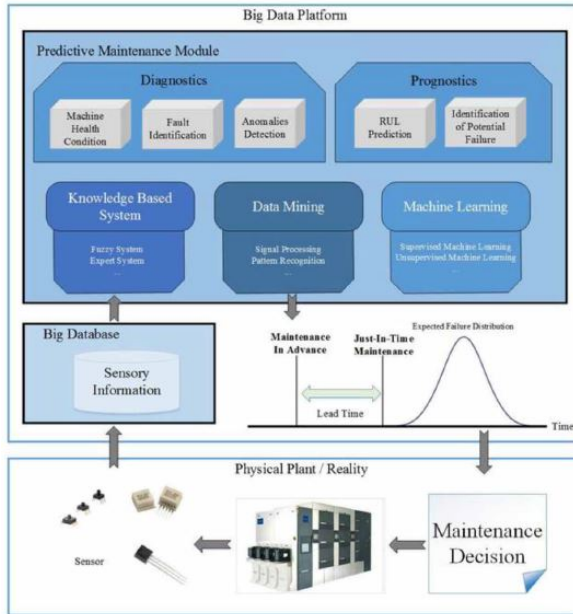 Big Data Platform
Predictive Maintenance Module
Diagnostics
Machine
Health
Condition
Fault
Identification
Anomalies
Detection
Prognostics
RUL
Prediction
Identification
of Potential
Failure
Knowledge Based
System
Fuzzy System
Expert System
...
Data Mining
Signal Processing
Pattern Recognition
...
Machine Learning
Supervised Machine Learning
Unsupervised Machine Learning
...
Big Database
Sensory
Information
Maintenance
In Advance
Just-In-Time
Maintenance
Expected Failure Distribution
Lead Time
Time
Physical Plant / Reality
Sensor
Maintenance
Decision